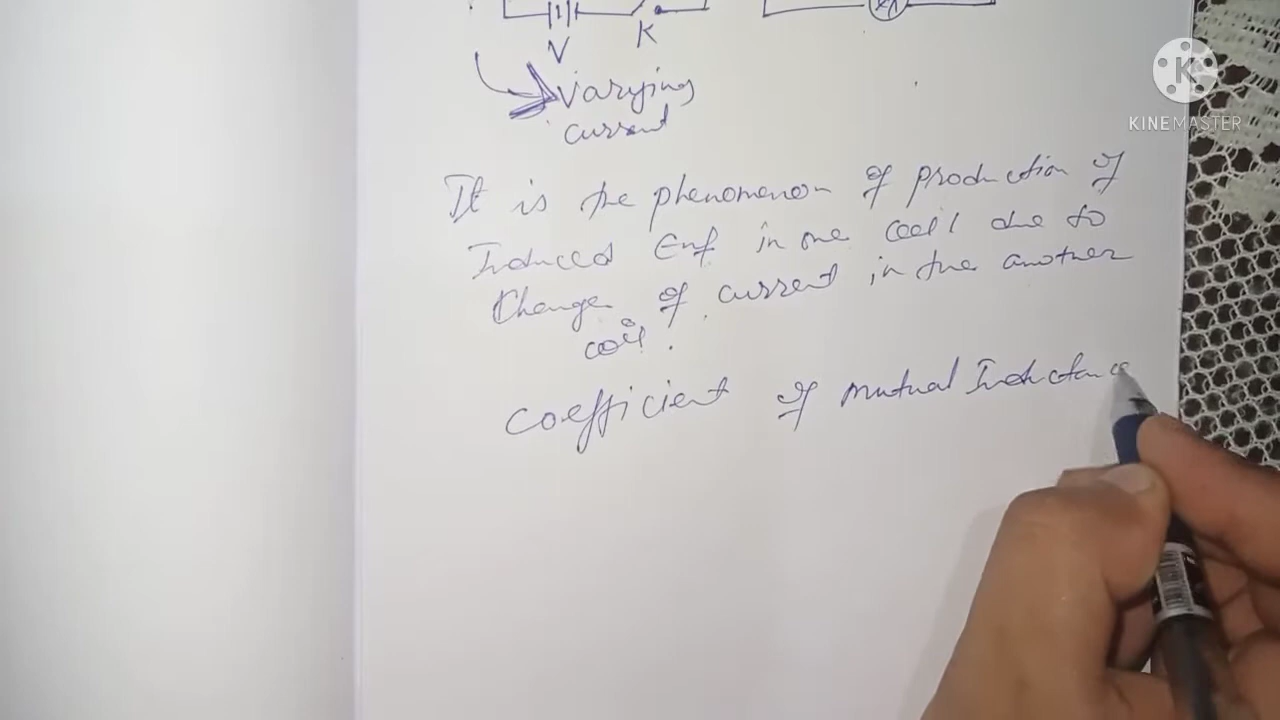 V K
Varying
current
It is the phenomenon of production of
Induced Emf in one coil due to
Change of current in the another
coil.
Coefficient of mutual Inductance
K
KINEMASTER